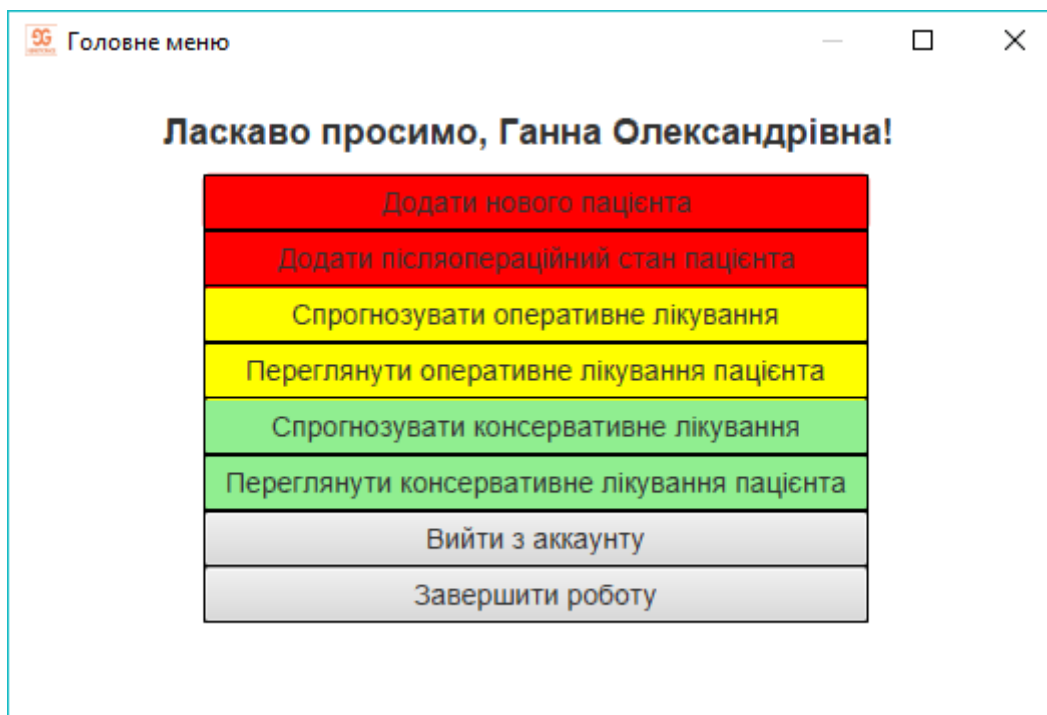 Головне меню
Ласкаво просимо, Ганна Олександрівна!
Додати нового пацієнта
Додати післяопераційний стан пацієнта
Спрогнозувати оперативне лікування
Переглянути оперативне лікування пацієнта
Спрогнозувати консервативне лікування
Переглянути консервативне лікування пацієнта
Вийти з аккаунту
Завершити роботу